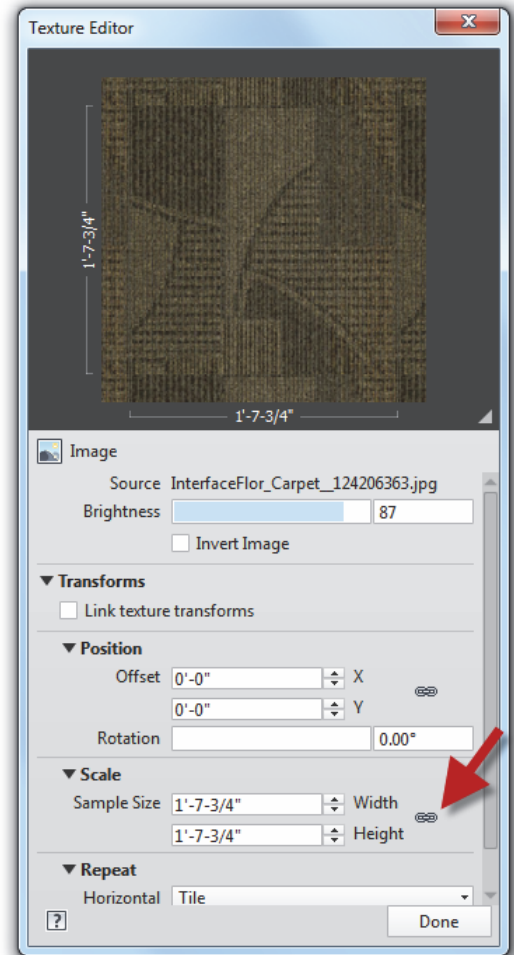 Texture Editor
X
1'-7-3/4"
1'-7-3/4"
Image
Source InterfaceFlor_Carpet__124206363.jpg
Brightness 87
Invert Image
Transforms
Link texture transforms
Position
Offset 0'-0" X
0'-0" Y
Rotation 0.00°
Scale
Sample Size 1'-7-3/4" Width
1'-7-3/4" Height
Repeat
Horizontal Tile
? Done